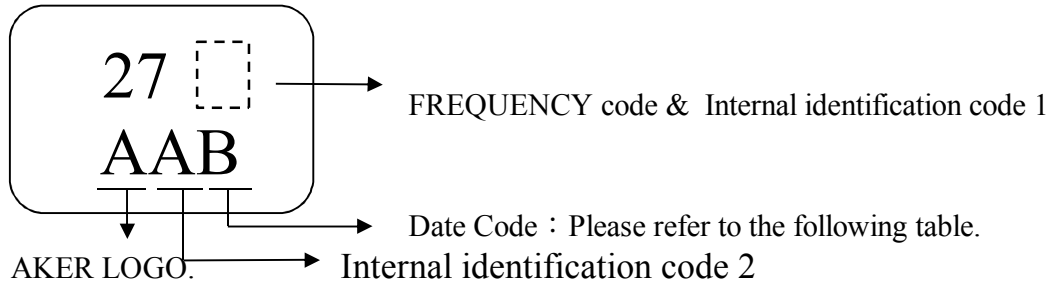 27
FREQUENCY code & Internal identification code 1
AAB
Date Code：Please refer to the following table.
AKER LOGO.
Internal identification code 2